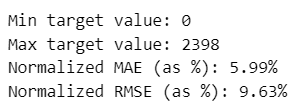 Min target value: 0
Max target value: 2398
Normalized MAE (as %): 5.99%
Normalized RMSE (as %): 9.63%